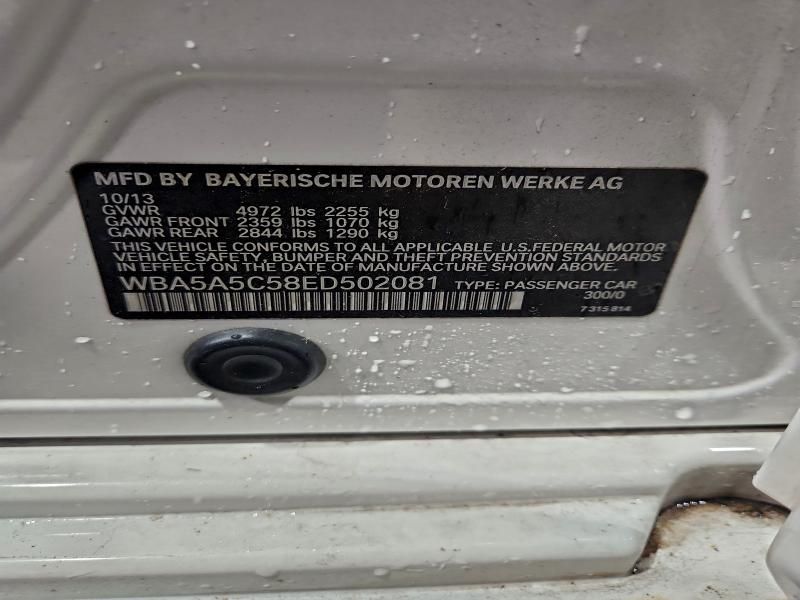 MFD BY BAYERISCHE MOTOREN WERKE AG
10/13
GVWR 4972 lbs 2255 kg
GAWR FRONT 2359 lbs 1070 kg
GAWR REAR 2844 lbs 1290 kg
THIS VEHICLE CONFORMS TO ALL APPLICABLE U.S.FEDERAL MOTOR
VEHICLE SAFETY, BUMPER, AND THEFT PREVENTION STANDARDS
IN EFFECT ON THE DATE OF MANUFACTURE SHOWN ABOVE.
WBA5A5C58ED502081 TYPE: PASSENGER CAR
300/0
7 315 814